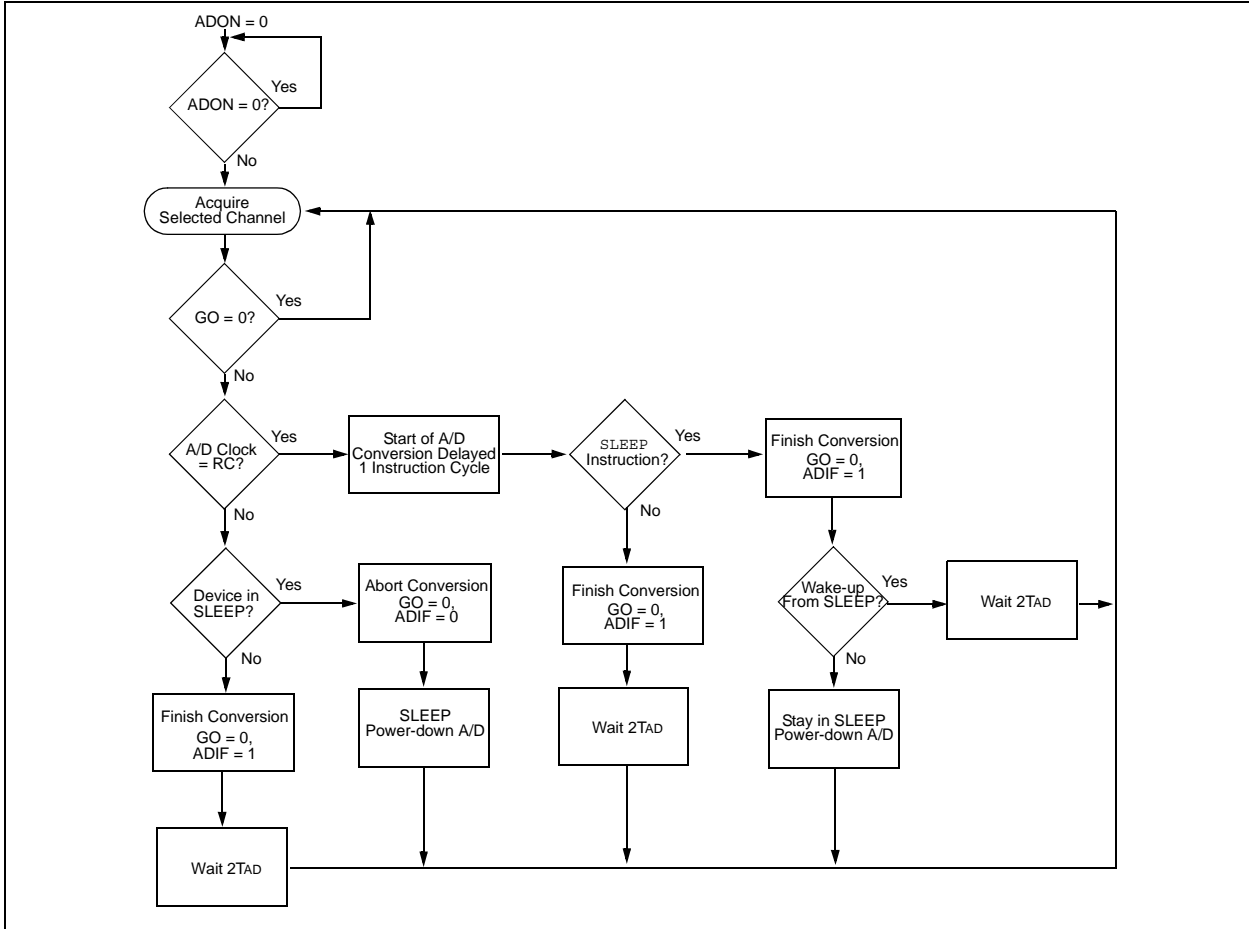 ADON = 0
Yes
ADON = 0?
No
Acquire
Selected Channel
Yes
GO = 0?
No
A/D Clock
= RC?
Yes
Start of A/D
Conversion Delayed
1 Instruction Cycle
SLEEP
Instruction?
Yes
Finish Conversion
GO = 0,
ADIF = 1
No
No
Device in
SLEEP?
Yes
Abort Conversion
GO = 0,
ADIF = 0
Finish Conversion
GO = 0,
ADIF = 1
Wake-up
From SLEEP?
Yes
Wait 2TAD
No
No
Finish Conversion
GO = 0,
ADIF = 1
SLEEP
Power-down A/D
Wait 2TAD
Stay in SLEEP
Power-down A/D
Wait 2TAD